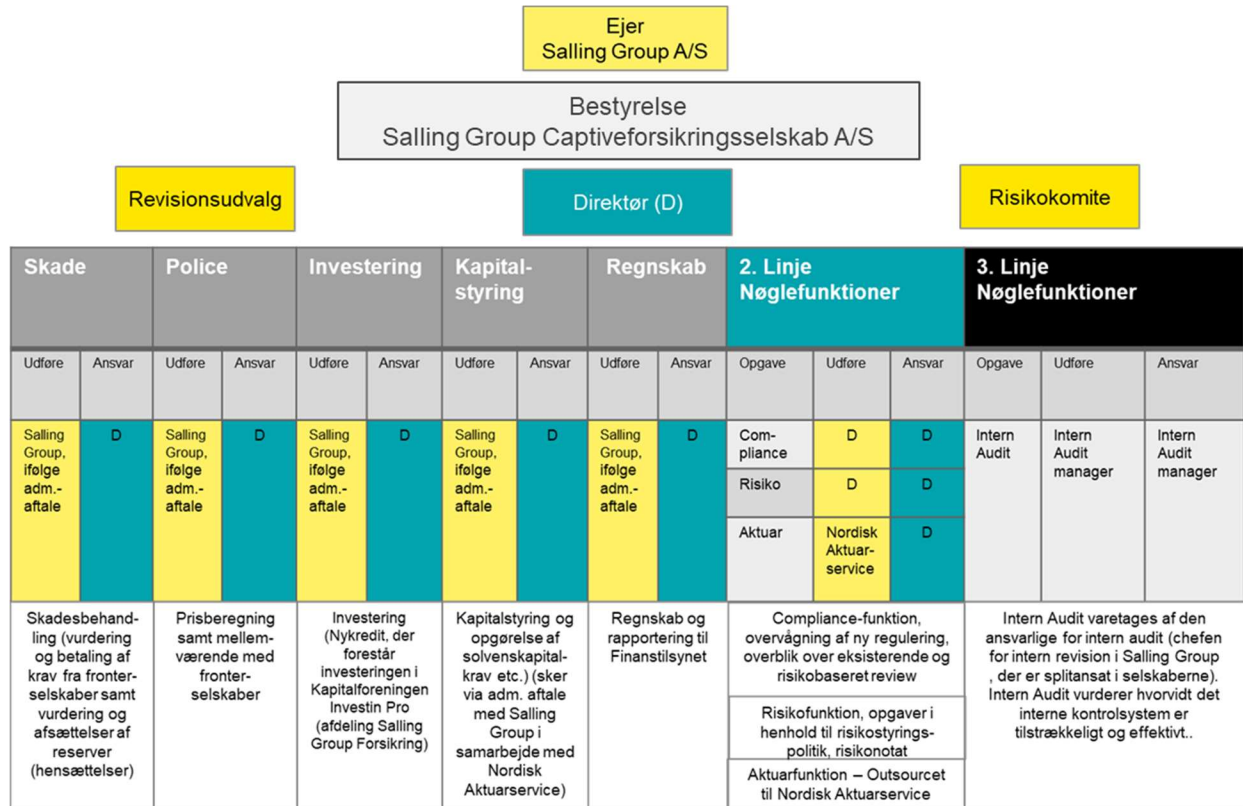 Ejer
Salling Group A/S
Bestyrelse
Salling Group Captiveforsikringsselskab A/S
Revisionsudvalg
Direktør (D)
Risikokomite
Skade
Police
Investering
Kapital-
styring
Regnskab
2. Linje
Nøglefunktioner
3. Linje
Nøglefunktioner
Udføre
Ansvar
Udføre
Ansvar
Udføre
Ansvar
Udføre
Ansvar
Udføre
Ansvar
Opgave
Udføre
Ansvar
Opgave
Udføre
Ansvar
Salling
Group,
ifølge
adm.-
aftale
D
Salling
Group,
ifølge
adm.-
aftale
D
Salling
Group,
ifølge
adm.-
aftale
D
Salling
Group,
ifølge
adm.-
aftale
D
Salling
Group,
ifølge
adm.-
aftale
D
Com-
pliance
D
D
Risiko
D
D
Aktuar
Nordisk
Aktuar-
service
D
Intern
Audit
Intern
Audit
manager
Intern
Audit
manager
Skadesbehand-
ling (vurdering
og betaling af
krav fra fronter-
selskaber samt
vurdering og
afsættelser af
reserver
(hensættelser)
Prisberegning
samt mellem-
værende med
fronter-
selskaber
Investering
(Nykredit, der
forestår
investeringen i
Kapitalforeningen
Investin Pro
(afdeling Salling
Group Forsikring)
Kapitalstyring og
opgørelse af
solvenskapital-
krav etc.) (sker
via adm. aftale
med Salling
Group i
samarbejde med
Nordisk
Aktuarservice)
Regnskab og
rapportering til
Finanstilsynet
Compliance-funktion,
overvågning af ny regulering,
overblik over eksisterende og
risikobaseret review
Risikofunktion, opgaver i
henhold til risikostyrings-
politik, risikonotat
Aktuarfunktion – Outsourcet
til Nordisk Aktuarservice
Intern Audit varetages af den
ansvarlige for intern audit (chefen
for intern revision i Salling Group
, der er splitansat i selskaberne).
Intern Audit vurderer hvorvidt det
interne kontrolsystem er
tilstrækkeligt og effektivt..